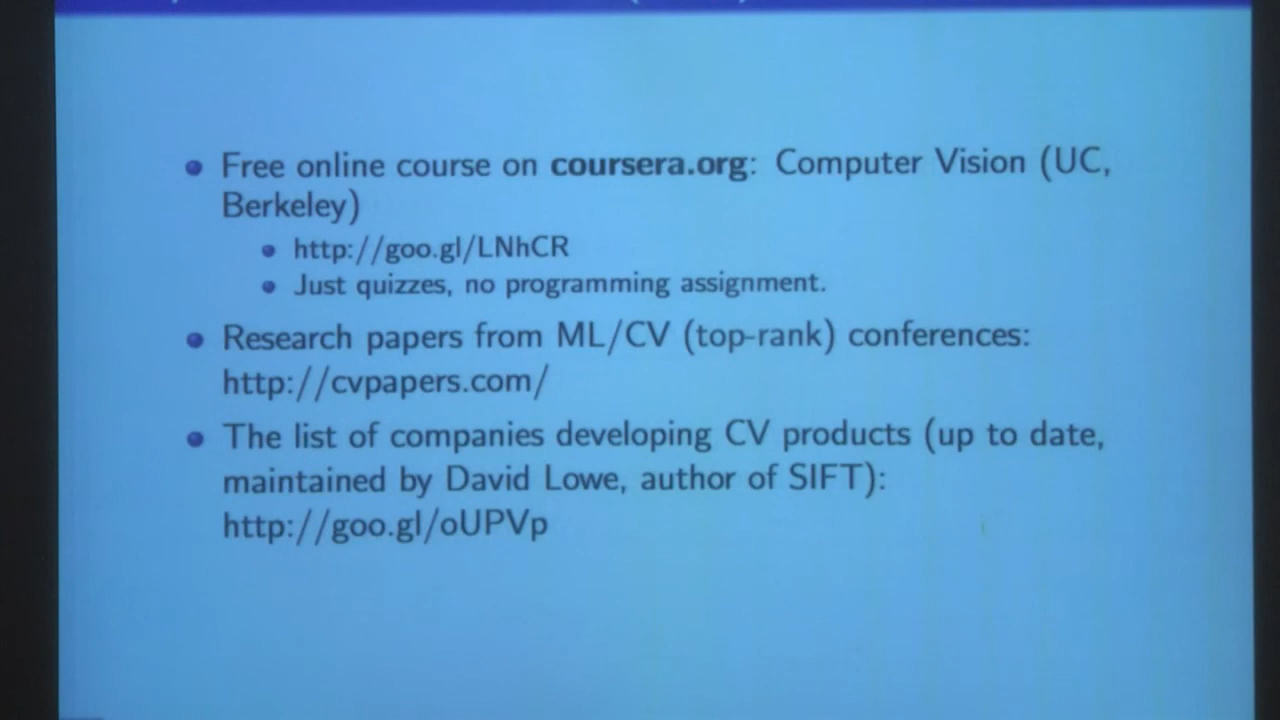 Free online course on coursera.org: Computer Vision (UC,
Berkeley)
http://goo.gl/LNhCR
Just quizzes, no programming assignment.
Research papers from ML/CV (top-rank) conferences:
http://cvpapers.com/
The list of companies developing CV products (up to date,
maintained by David Lowe, author of SIFT):
http://goo.gl/oUPVp